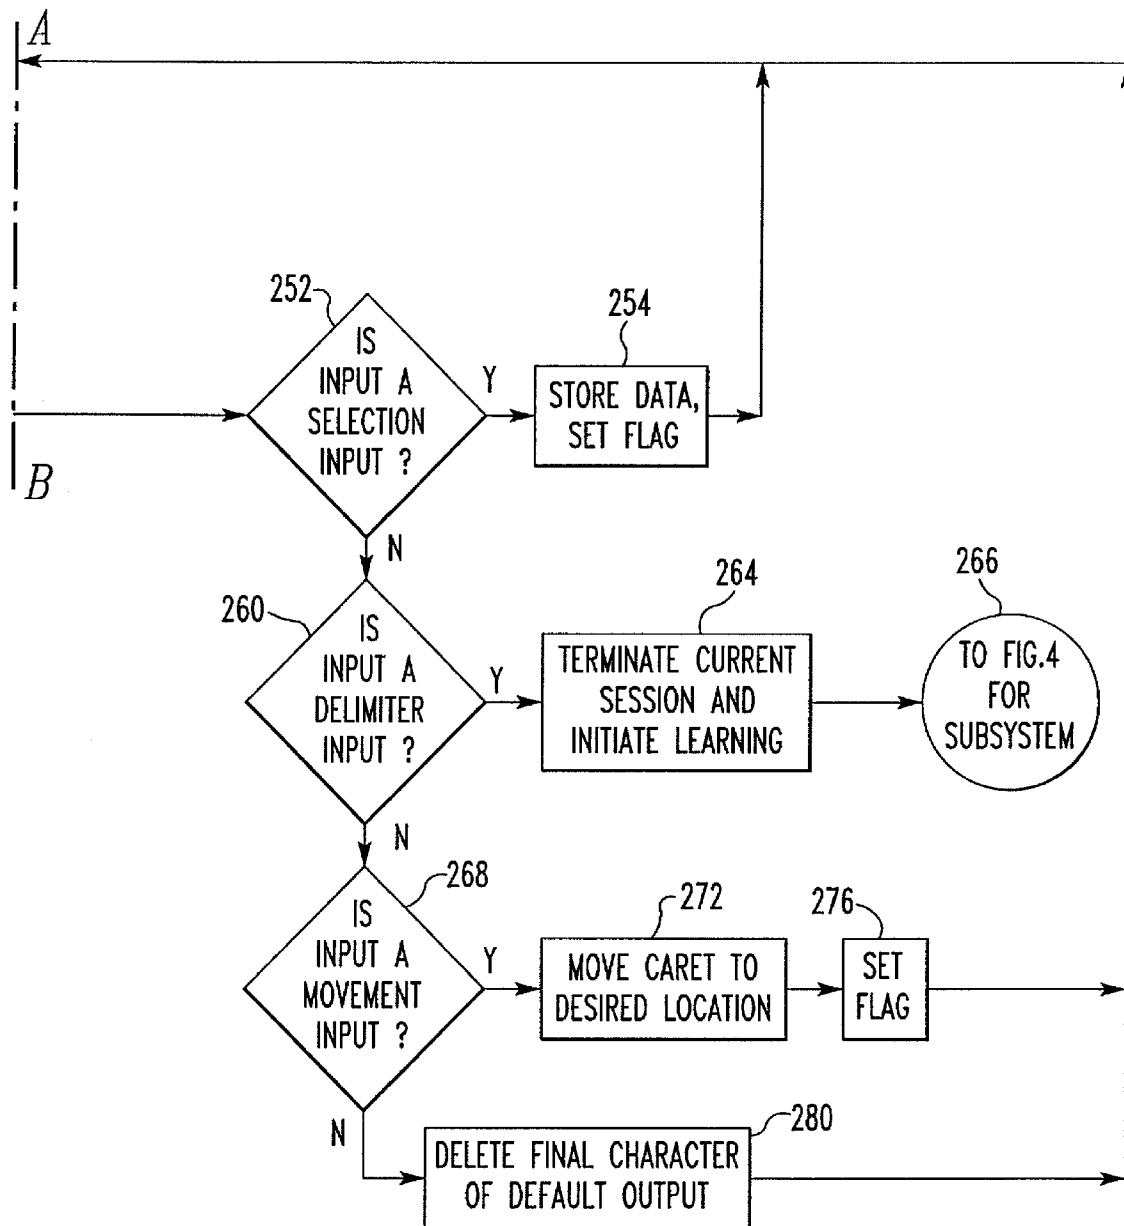 A
252
IS
INPUT A
SELECTION
INPUT ?
Y
254
STORE DATA,
SET FLAG
B
N
260
IS
INPUT A
DELIMITER
INPUT ?
Y
264
TERMINATE CURRENT
SESSION AND
INITIATE LEARNING
266
TO FIG.4
FOR
SUBSYSTEM
N
268
IS
INPUT A
MOVEMENT
INPUT ?
Y
272
MOVE CARET TO
DESIRED LOCATION
276
SET
FLAG
N
280
DELETE FINAL CHARACTER
OF DEFAULT OUTPUT